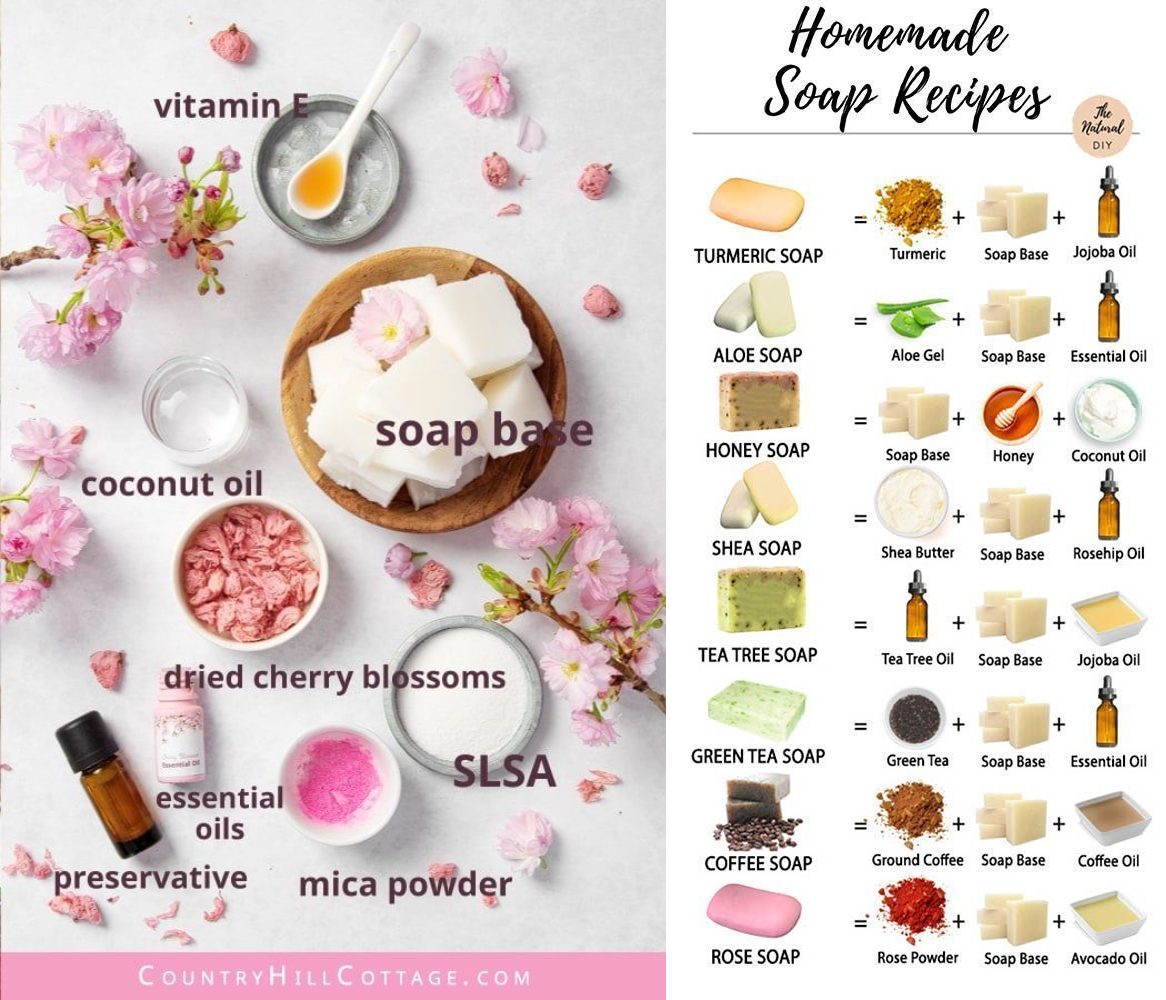 vitamin E
soap base
coconut oil
dried cherry blossoms
SLSA
Essential Oil
essential
oils
preservative
mica powder
COUNTRYHILLCOTTAGE.COM
Homemade
Soap Recipes
The
Natural
DIY
TURMERIC SOAP = Turmeric + Soap Base + Jojoba Oil
ALOE SOAP = Aloe Gel + Soap Base + Essential Oil
HONEY SOAP = Soap Base + Honey + Coconut Oil
SHEA SOAP = Shea Butter + Soap Base + Rosehip Oil
TEA TREE SOAP = Tea Tree Oil + Soap Base + Jojoba Oil
GREEN TEA SOAP = Green Tea + Soap Base + Essential Oil
COFFEE SOAP = Ground Coffee + Soap Base + Coffee Oil
ROSE SOAP = Rose Powder + Soap Base + Avocado Oil